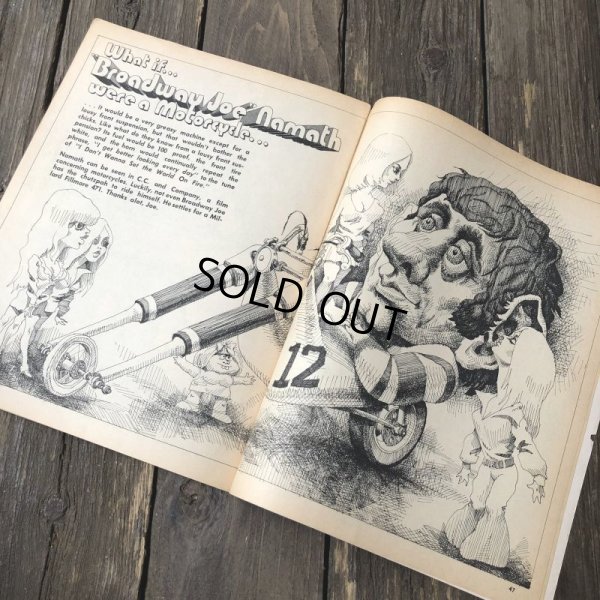 What if...
Broadway Joe Namath
were a Motorcycle...
. . . It would be a very greasy machine except for a
lousy front suspension, but that wouldn't bother the
chicks. Like what do they know from a lousy front sus-
pension? Its fuel would be 100 proof, the front tire
white, and the horn would continually repeat the
phrase, "I get better looking every day" to the tune
of "I Don't Wanna Set the World On Fire."
Namath can be seen in C.C. and Company, a film
concerning motorcycles. Luckily, not even Broadway Joe
has the chutspah to ride himself. He settles for a Mil-
lard Fillmore 471. Thanks alot, Joe.
SOLD OUT
12
47